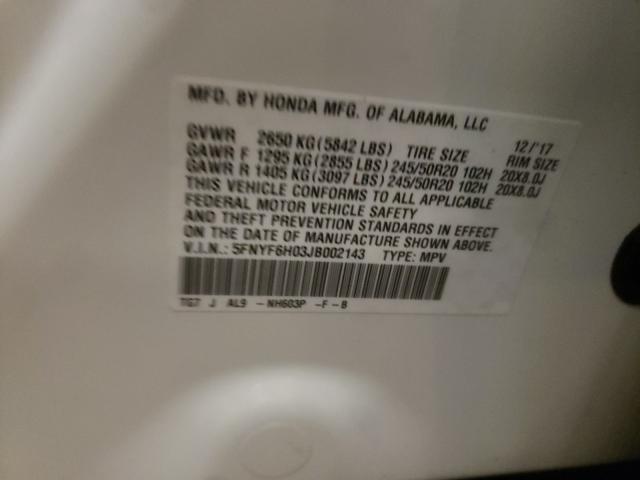 MFD. BY HONDA MFG. OF ALABAMA, LLC
GVWR 2650 KG (5842 LBS) TIRE SIZE 12/'17 RIM SIZE
GAWR F 1295 KG (2855 LBS) 245/50R20 102H 20X8.0J
GAWR R 1405 KG (3097 LBS) 245/50R20 102H 20X8.0J
THIS VEHICLE CONFORMS TO ALL APPLICABLE
FEDERAL MOTOR VEHICLE SAFETY
AND THEFT PREVENTION STANDARDS IN EFFECT
ON THE DATE OF MANUFACTURE SHOWN ABOVE.
V.I.N.: 5FNYF6H03JB002143 TYPE: MPV
TG7 J AL9 -NH603P -F-B